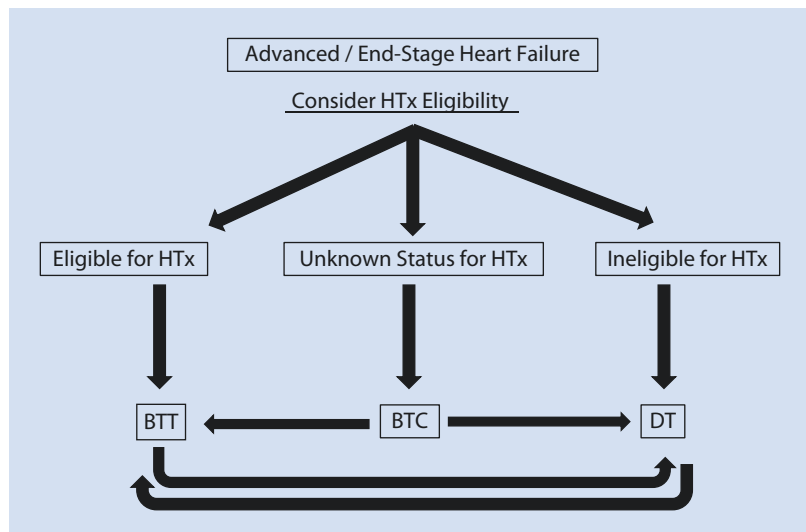 Advanced / End-Stage Heart Failure
Consider HTx Eligibility
Eligible for HTx
Unknown Status for HTx
Ineligible for HTx
BTT
BTC
DT